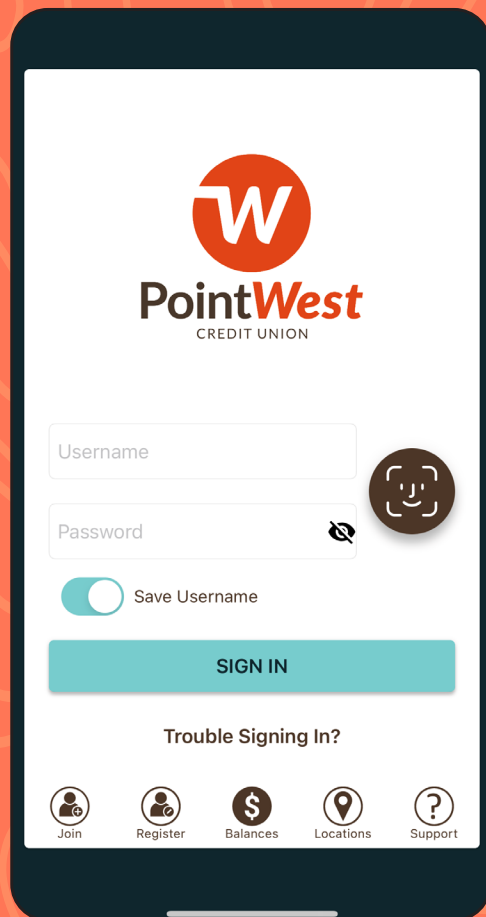 W
PointWest
CREDIT UNION
Username
Password
Save Username
SIGN IN
Trouble Signing In?
$ ?
Join Register Balances Locations Support